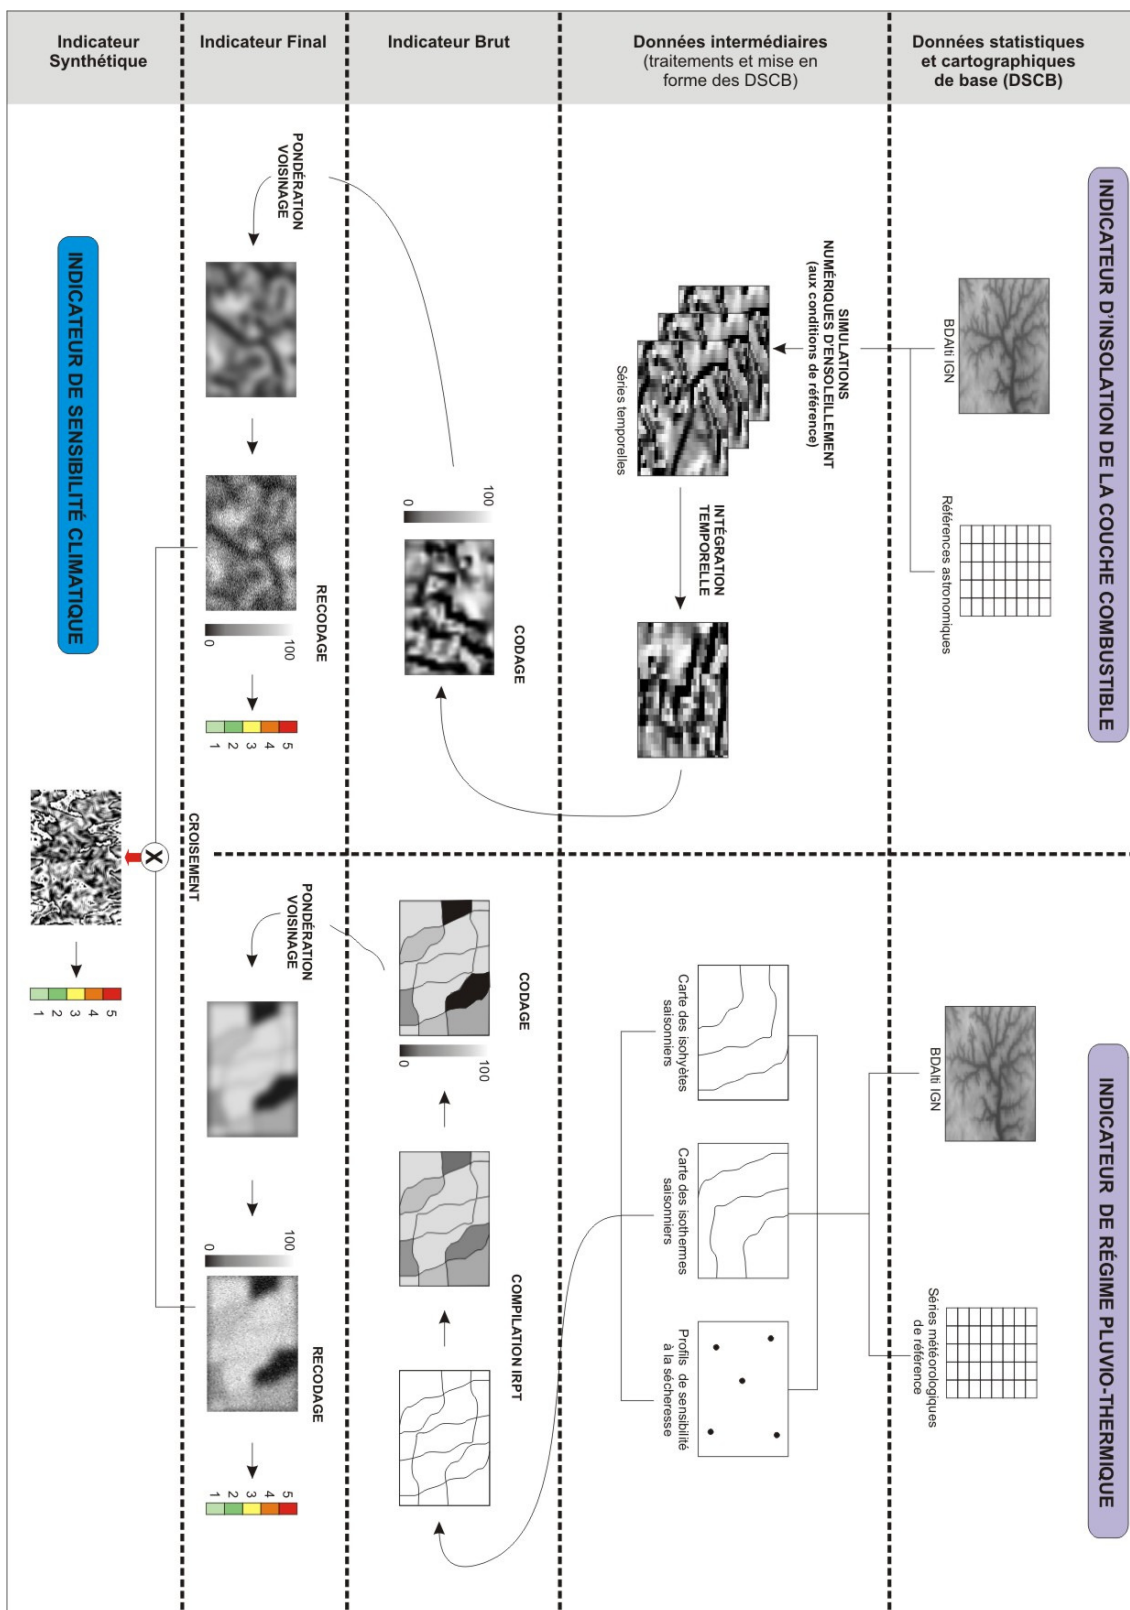 Indicateur
Synthétique
Indicateur Final
Indicateur Brut
Données intermédiaires
(traitements et mise en
forme des DSCB)
Données statistiques
et cartographiques
de base (DSCB)
INDICATEUR D'INSOLATION DE LA COUCHE COMBUSTIBLE
BDAlti IGN
Références astronomiques
SIMULATIONS
NUMÉRIQUES D'ENSOLEILLEMENT
(aux conditions de référence)
Séries temporelles
INTÉGRATION
TEMPORELLE
CODAGE
0
100
PONDÉRATION
VOISINAGE
RECODAGE
0
100
1
2
3
4
5
INDICATEUR DE SENSIBILITÉ CLIMATIQUE
CROISEMENT
X
1
2
3
4
5
INDICATEUR DE RÉGIME PLUVIO-THERMIQUE
BDAlti IGN
Séries météorologiques
de référence
Carte des isohyètes
saisonniers
Carte des isothermes
saisonniers
Profils de sensibilité
à la sécheresse
CODAGE
0
100
COMPILATION IRPT
PONDÉRATION
VOISINAGE
0
100
RECODAGE
1
2
3
4
5